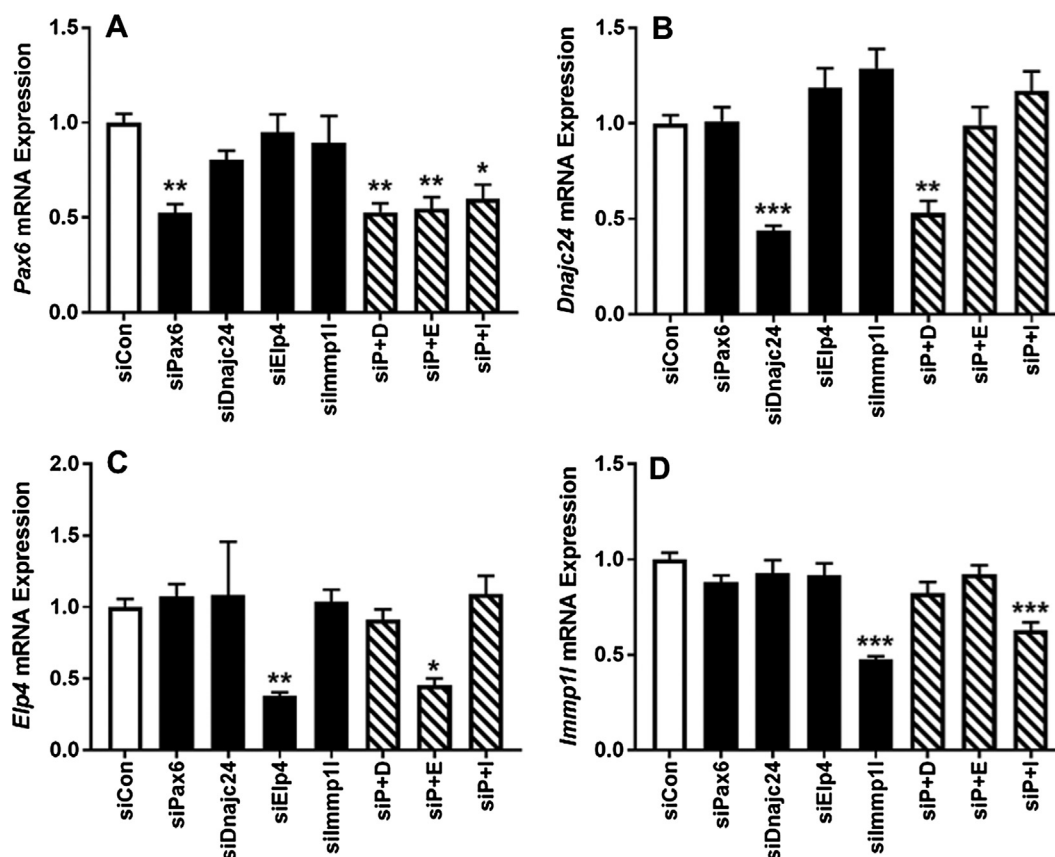 A
Pax6 mRNA Expression
1.5
1.0
0.5
0.0
**
**
**
*
siCon
siPax6
siDnajc24
siElp4
siImmp1l
siP+D
siP+E
siP+I
B
Dnajc24 mRNA Expression
1.5
1.0
0.5
0.0
***
**
siCon
siPax6
siDnajc24
siElp4
siImmp1l
siP+D
siP+E
siP+I
C
Elp4 mRNA Expression
2.0
1.5
1.0
0.5
0.0
**
*
siCon
siPax6
siDnajc24
siElp4
siImmp1l
siP+D
siP+E
siP+I
D
Immp1l mRNA Expression
1.5
1.0
0.5
0.0
***
***
siCon
siPax6
siDnajc24
siElp4
siImmp1l
siP+D
siP+E
siP+I